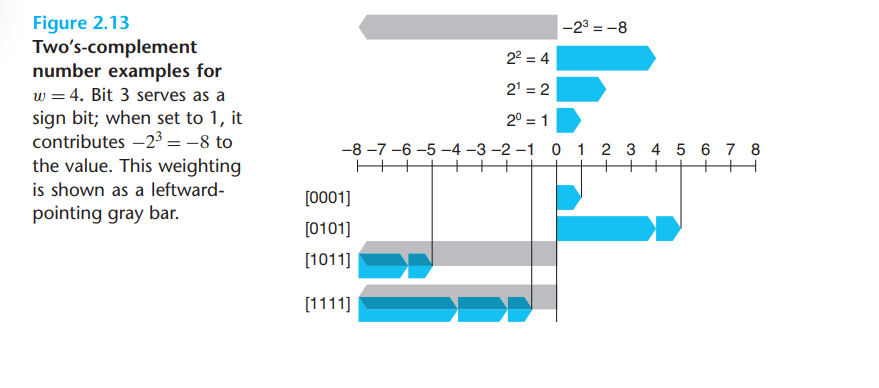 Figure 2.13
Two’s-complement
number examples for
w = 4. Bit 3 serves as a
sign bit; when set to 1, it
contributes −2³ = −8 to
the value. This weighting
is shown as a leftward-
pointing gray bar.
−2³ = −8
2² = 4
2¹ = 2
2⁰ = 1
−8 −7 −6 −5 −4 −3 −2 −1 0 1 2 3 4 5 6 7 8
[0001]
[0101]
[1011]
[1111]